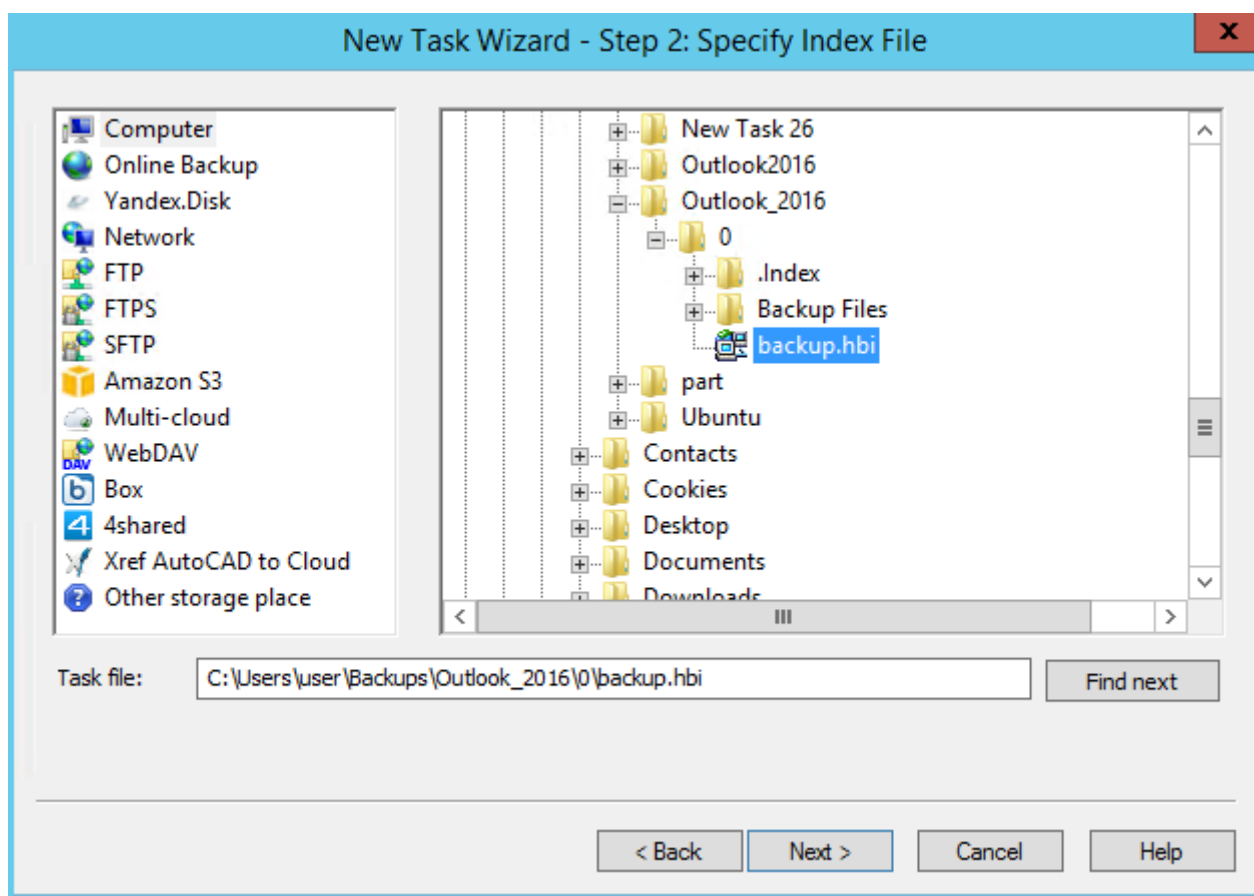 New Task Wizard - Step 2: Specify Index File
x
Computer
Online Backup
Yandex.Disk
Network
FTP
FTPS
SFTP
Amazon S3
Multi-cloud
DAV
WebDAV
b
Box
4
4shared
Xref AutoCAD to Cloud
?
Other storage place
New Task 26
Outlook2016
Outlook_2016
0
.Index
Backup Files
backup.hbi
part
Ubuntu
Contacts
Cookies
Desktop
Documents
Downloads
Task file:
C:\Users\user\Backups\Outlook_2016\0\backup.hbi
Find next
< Back
Next >
Cancel
Help